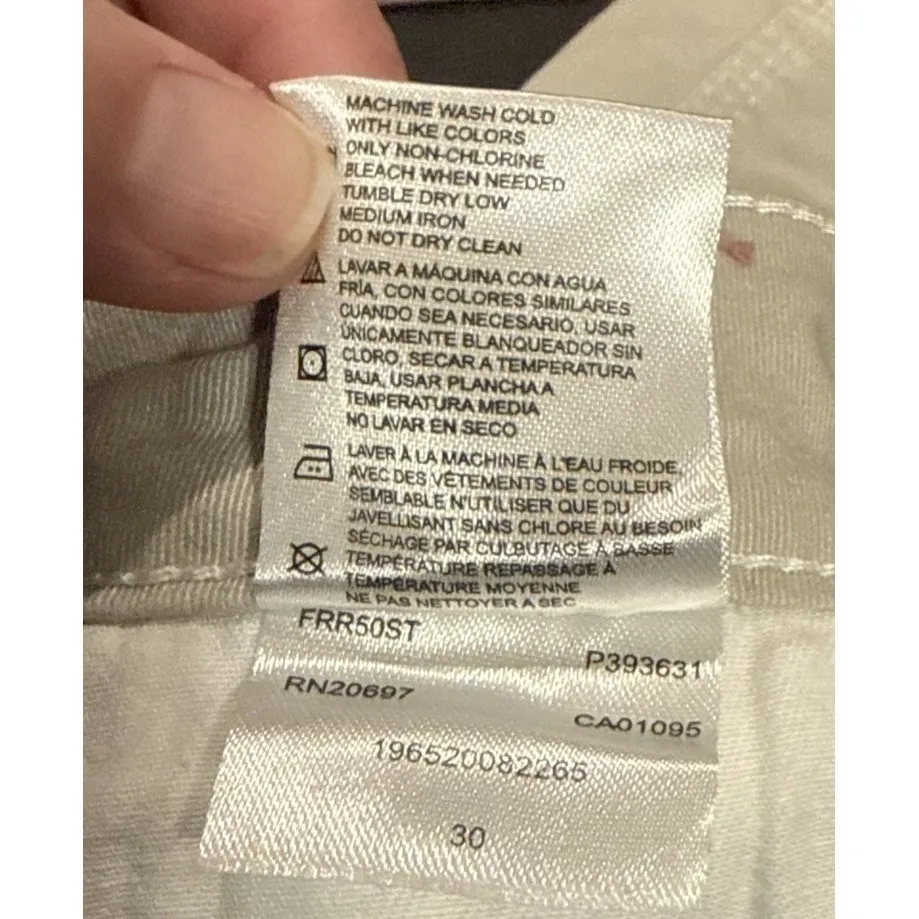 MACHINE WASH COLD
WITH LIKE COLORS
ONLY NON-CHLORINE
BLEACH WHEN NEEDED
TUMBLE DRY LOW
MEDIUM IRON
DO NOT DRY CLEAN
LAVAR A MÁQUINA CON AGUA
FRÍA, CON COLORES SIMILARES
CUANDO SEA NECESARIO, USAR
ÚNICAMENTE BLANQUEADOR SIN
CLORO, SECAR A TEMPERATURA
BAJA, USAR PLANCHA A
TEMPERATURA MEDIA
NO LAVAR EN SECO
LAVER À LA MACHINE À L'EAU FROIDE,
AVEC DES VÊTEMENTS DE COULEUR
SEMBLABLE N'UTILISER QUE DU
JAVELLISANT SANS CHLORE AU BESOIN
SÉCHAGE PAR CULBUTAGE À BASSE
TEMPÉRATURE REPASSAGE À
TEMPÉRATURE MOYENNE
NE PAS NETTOYER A SEC
FRR50ST
P393631
RN20697
CA01095
196520082265
30